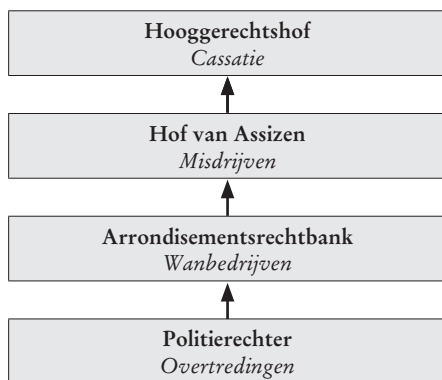 Hooggerechtshof
Cassatie
Hof van Assizen
Misdrijven
Arrondisementsrechtbank
Wanbedrijven
Politierechter
Overtredingen